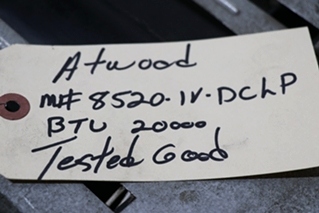 Atwood
M# 8520-IV-DCLP
BTU 20000
Tested Good